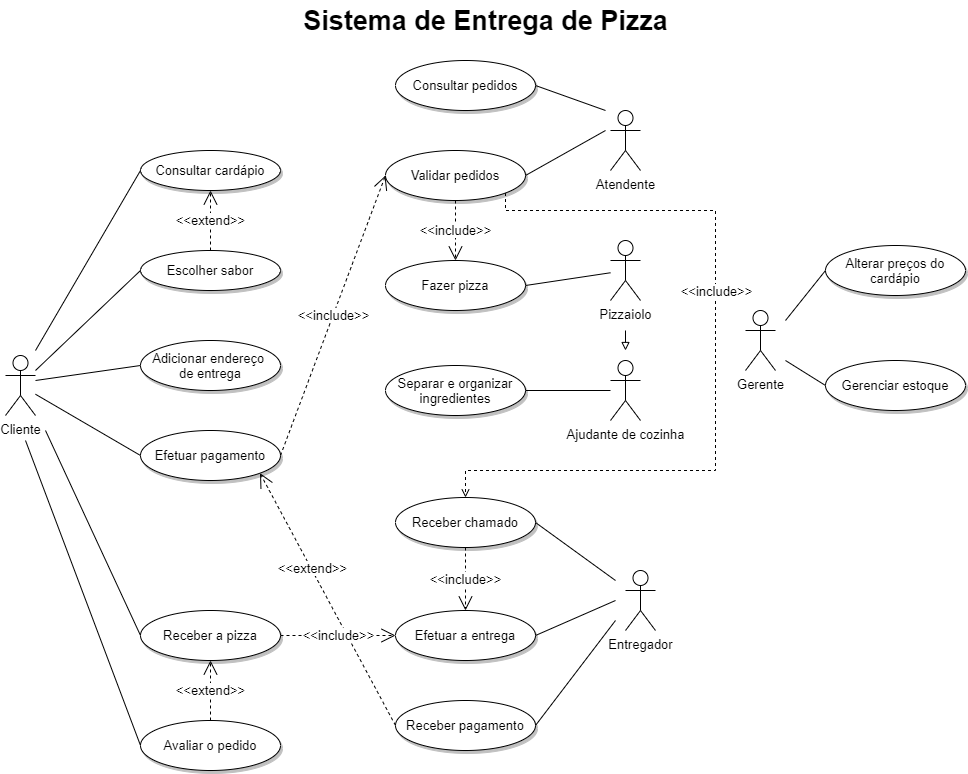 Sistema de Entrega de Pizza
Consultar pedidos
Atendente
Consultar cardápio
Validar pedidos
<<extend>>
<<include>>
Escolher sabor
Fazer pizza
Pizzaiolo
<<include>>
<<include>>
Alterar preços do
cardápio
Adicionar endereço
de entrega
Separar e organizar
ingredientes
Ajudante de cozinha
Gerente
Gerenciar estoque
Cliente
Efetuar pagamento
Receber chamado
<<extend>>
<<include>>
Receber a pizza
<<include>>
Efetuar a entrega
Entregador
<<extend>>
Avaliar o pedido
Receber pagamento